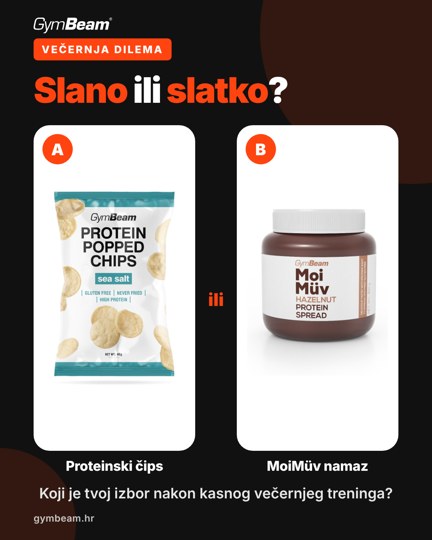 GymBeam®
VEČERNJA DILEMA
Slano ili slatko?
A
GymBeam
PROTEIN
POPPED
CHIPS
sea salt
GLUTEN FREE | NEVER FRIED
HIGH PROTEIN
ili
B
GymBeam
Moi
Müv
HAZELNUT
PROTEIN
SPREAD
Proteinski čips
MoiMüv namaz
Koji je tvoj izbor nakon kasnog večernjeg treninga?
gymbeam.hr